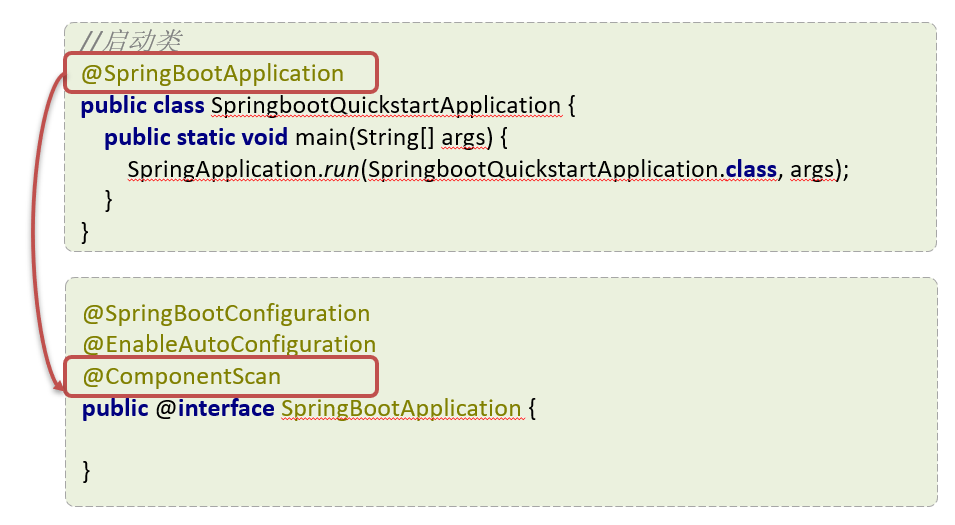 //启动类
@SpringBootApplication
public class SpringbootQuickstartApplication {
public static void main(String[] args) {
SpringApplication.run(SpringbootQuickstartApplication.class, args);
}
}
@SpringBootConfiguration
@EnableAutoConfiguration
@ComponentScan
public @interface SpringBootApplication {
}